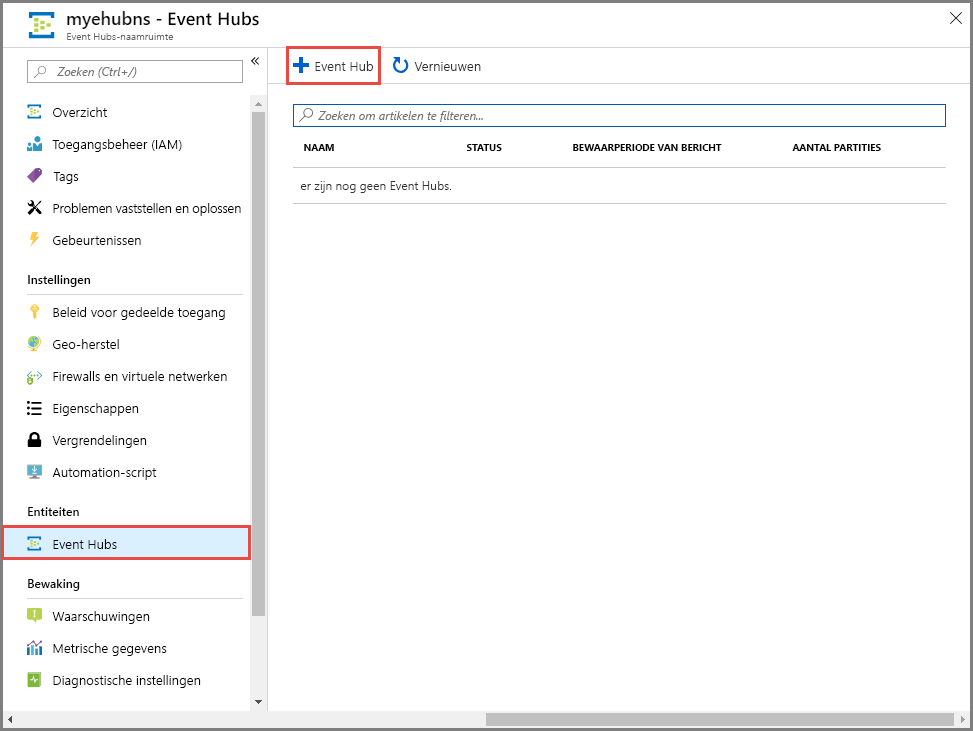 myehubns - Event Hubs
Event Hubs-naamruimte
Zoeken (Ctrl+/)
Overzicht
Toegangsbeheer (IAM)
Tags
Problemen vaststellen en oplossen
Gebeurtenissen
Instellingen
Beleid voor gedeelde toegang
Geo-herstel
Firewalls en virtuele netwerken
Eigenschappen
Vergrendelingen
Automation-script
Entiteiten
Event Hubs
Bewaking
Waarschuwingen
Metrische gegevens
Diagnostische instellingen
Event Hub Vernieuwen
Zoeken om artikelen te filteren...
NAAM STATUS BEWAARPERIODE VAN BERICHT AANTAL PARTITIES
er zijn nog geen Event Hubs.